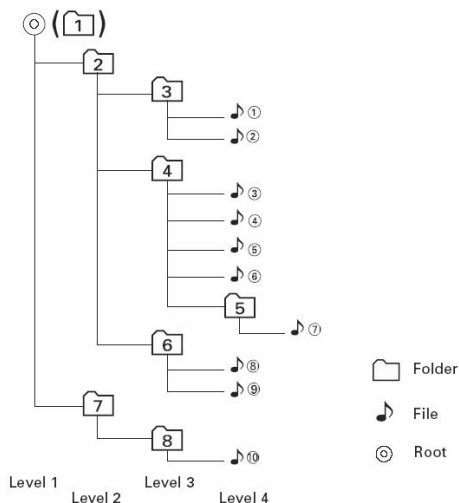 (1)
2
3
①
②
4
③
④
⑤
⑥
5
⑦
6
⑧
⑨
7
8
⑩
Folder
File
Root
Level 1
Level 2
Level 3
Level 4